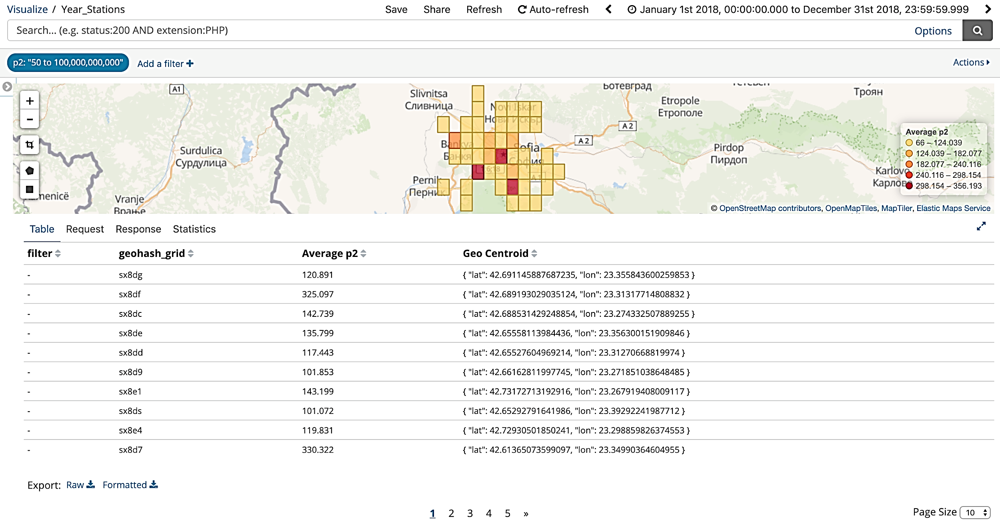 Visualize / Year_Stations
Save Share Refresh Auto-refresh January 1st 2018, 00:00:00.000 to December 31st 2018, 23:59:59.999
Search... (e.g. status:200 AND extension:PHP)
Options
p2: "50 to 100,000,000,000"
Add a filter
Actions
A1
Slivnitsa
Сливница
Novi Iskar
Нови Искър
Ботевград
Etropole
Етрополе
Троян
A 2
A 2
Bankya
Банкя
Sofia
София
Surdulica
Сурдулица
Pirdop
Пирдоп
Karlovo
Карлово
Pernik
Перник
A 1
Vranje
Врање
Average p2
66 – 124.039
124.039 – 182.077
182.077 – 240.116
240.116 – 298.154
298.154 – 356.193
© OpenStreetMap contributors, OpenMapTiles, MapTiler, Elastic Maps Service
Table Request Response Statistics
filter geohash_grid Average p2 Geo Centroid
- sx8dg 120.891 { "lat": 42.691145887687235, "lon": 23.355843600259853 }
- sx8df 325.097 { "lat": 42.689193029035124, "lon": 23.31317714808832 }
- sx8dc 142.739 { "lat": 42.688531429248854, "lon": 23.274332507889255 }
- sx8de 135.799 { "lat": 42.65558113984436, "lon": 23.356300151909846 }
- sx8dd 117.443 { "lat": 42.65527604969214, "lon": 23.31270668819974 }
- sx8d9 101.853 { "lat": 42.66162811997745, "lon": 23.271851038648485 }
- sx8e1 143.199 { "lat": 42.73172713192916, "lon": 23.267919408009117 }
- sx8ds 101.072 { "lat": 42.65292791641986, "lon": 23.39292241987712 }
- sx8e4 119.831 { "lat": 42.72930501850241, "lon": 23.298859826374553 }
- sx8d7 330.322 { "lat": 42.61365073599097, "lon": 23.34990364604955 }
Export: Raw Formatted
1 2 3 4 5 »
Page Size 10